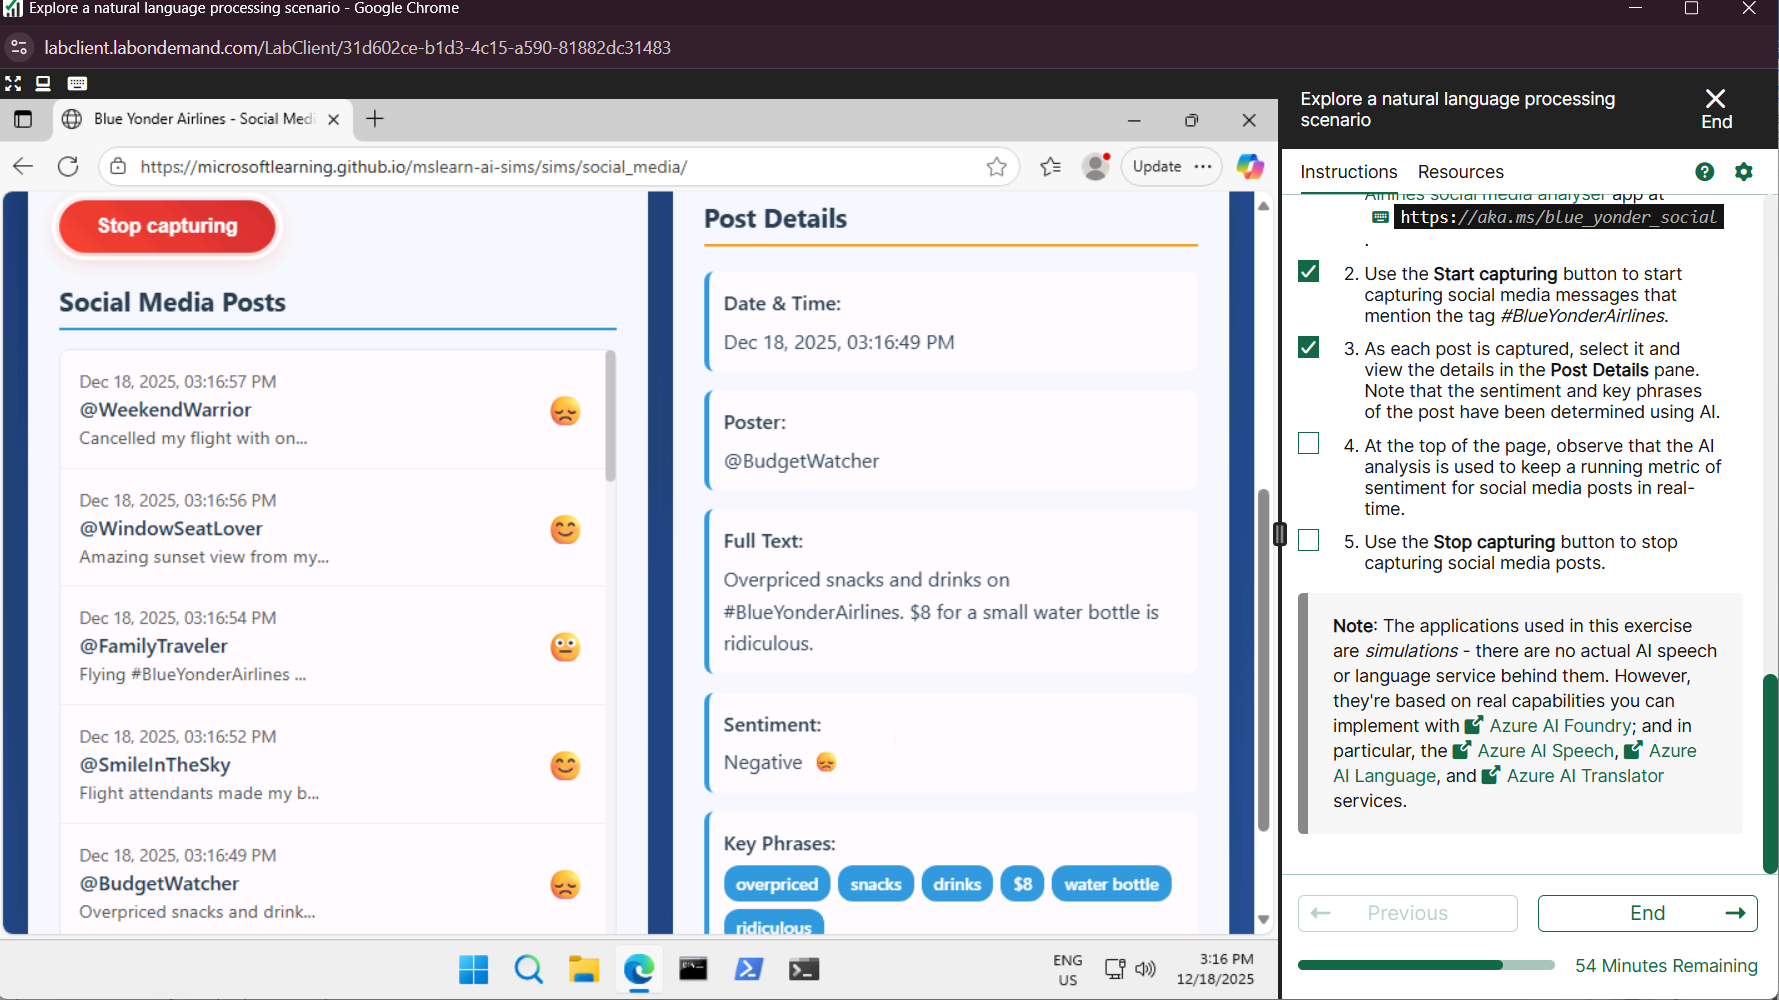 Explore a natural language processing scenario - Google Chrome
labclient.labondemand.com/LabClient/31d602ce-b1d3-4c15-a590-81882dc31483
Blue Yonder Airlines - Social Medi
https://microsoftlearning.github.io/mslearn-ai-sims/sims/social_media/
Update
Stop capturing
Social Media Posts
Dec 18, 2025, 03:16:57 PM
@WeekendWarrior
Cancelled my flight with on...
Dec 18, 2025, 03:16:56 PM
@WindowSeatLover
Amazing sunset view from my...
Dec 18, 2025, 03:16:54 PM
@FamilyTraveler
Flying #BlueYonderAirlines ...
Dec 18, 2025, 03:16:52 PM
@SmileInTheSky
Flight attendants made my b...
Dec 18, 2025, 03:16:49 PM
@BudgetWatcher
Overpriced snacks and drink...
Post Details
Date & Time:
Dec 18, 2025, 03:16:49 PM
Poster:
@BudgetWatcher
Full Text:
Overpriced snacks and drinks on
#BlueYonderAirlines. $8 for a small water bottle is
ridiculous.
Sentiment:
Negative
Key Phrases:
overpriced snacks drinks $8 water bottle
ridiculous
ENG
US
3:16 PM
12/18/2025
Explore a natural language processing
scenario
End
Instructions Resources
Airlines social media analyser app at
https://aka.ms/blue_yonder_social
.
2. Use the Start capturing button to start
capturing social media messages that
mention the tag #BlueYonderAirlines.
3. As each post is captured, select it and
view the details in the Post Details pane.
Note that the sentiment and key phrases
of the post have been determined using AI.
4. At the top of the page, observe that the AI
analysis is used to keep a running metric of
sentiment for social media posts in real-
time.
5. Use the Stop capturing button to stop
capturing social media posts.
Note: The applications used in this exercise
are simulations - there are no actual AI speech
or language service behind them. However,
they're based on real capabilities you can
implement with Azure AI Foundry; and in
particular, the Azure AI Speech, Azure
AI Language, and Azure AI Translator
services.
Previous
End
54 Minutes Remaining